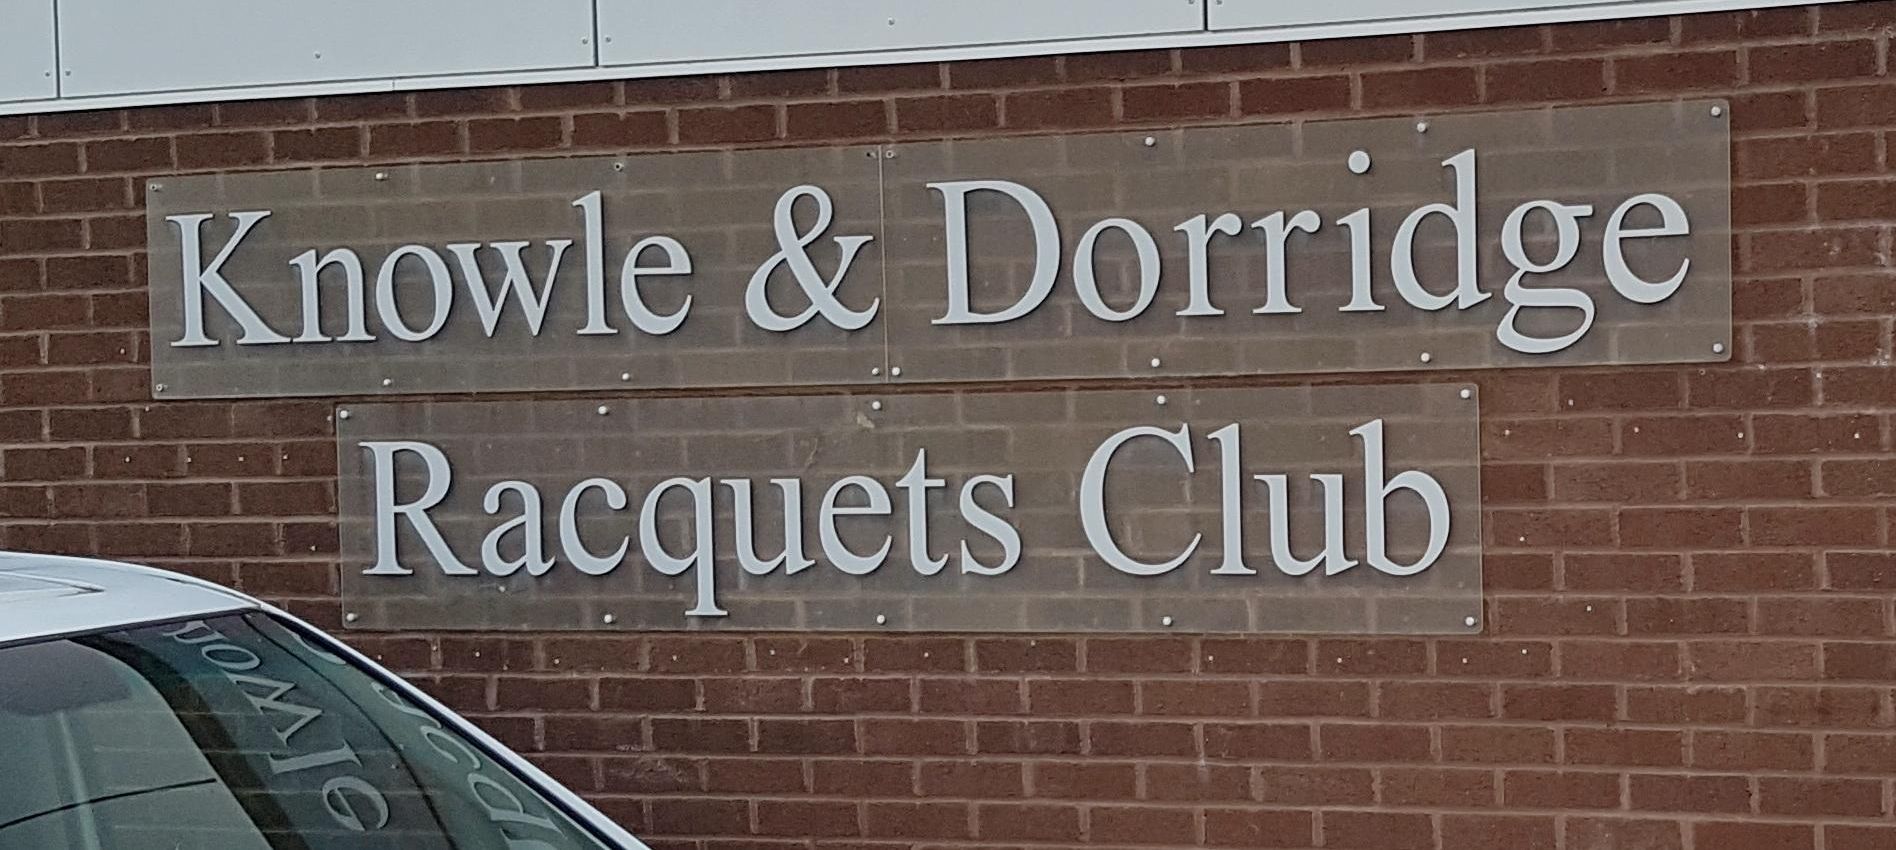 Knowle & Dorridge
Racquets Club